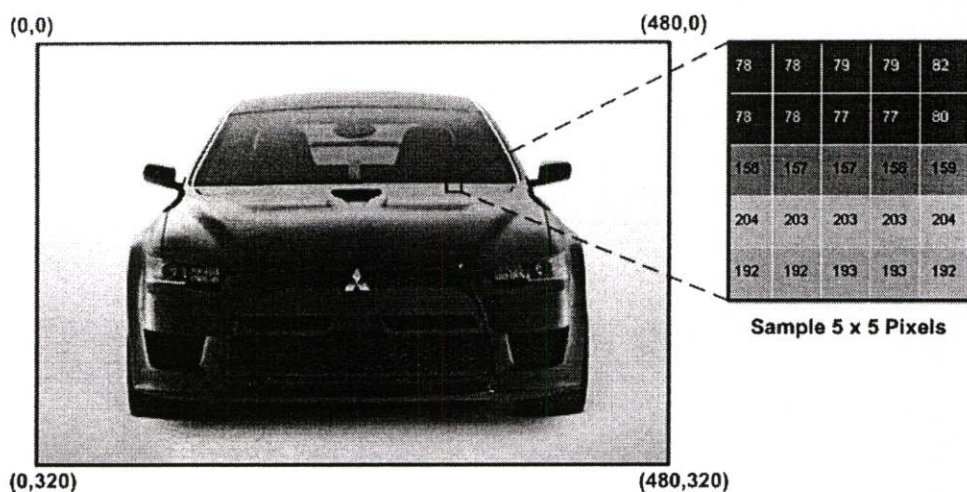 (0,0) (480,0)
78 78 79 79 82
78 78 77 77 80
156 157 157 158 159
204 203 203 203 204
192 192 193 193 192
Sample 5 x 5 Pixels
(0,320) (480,320)